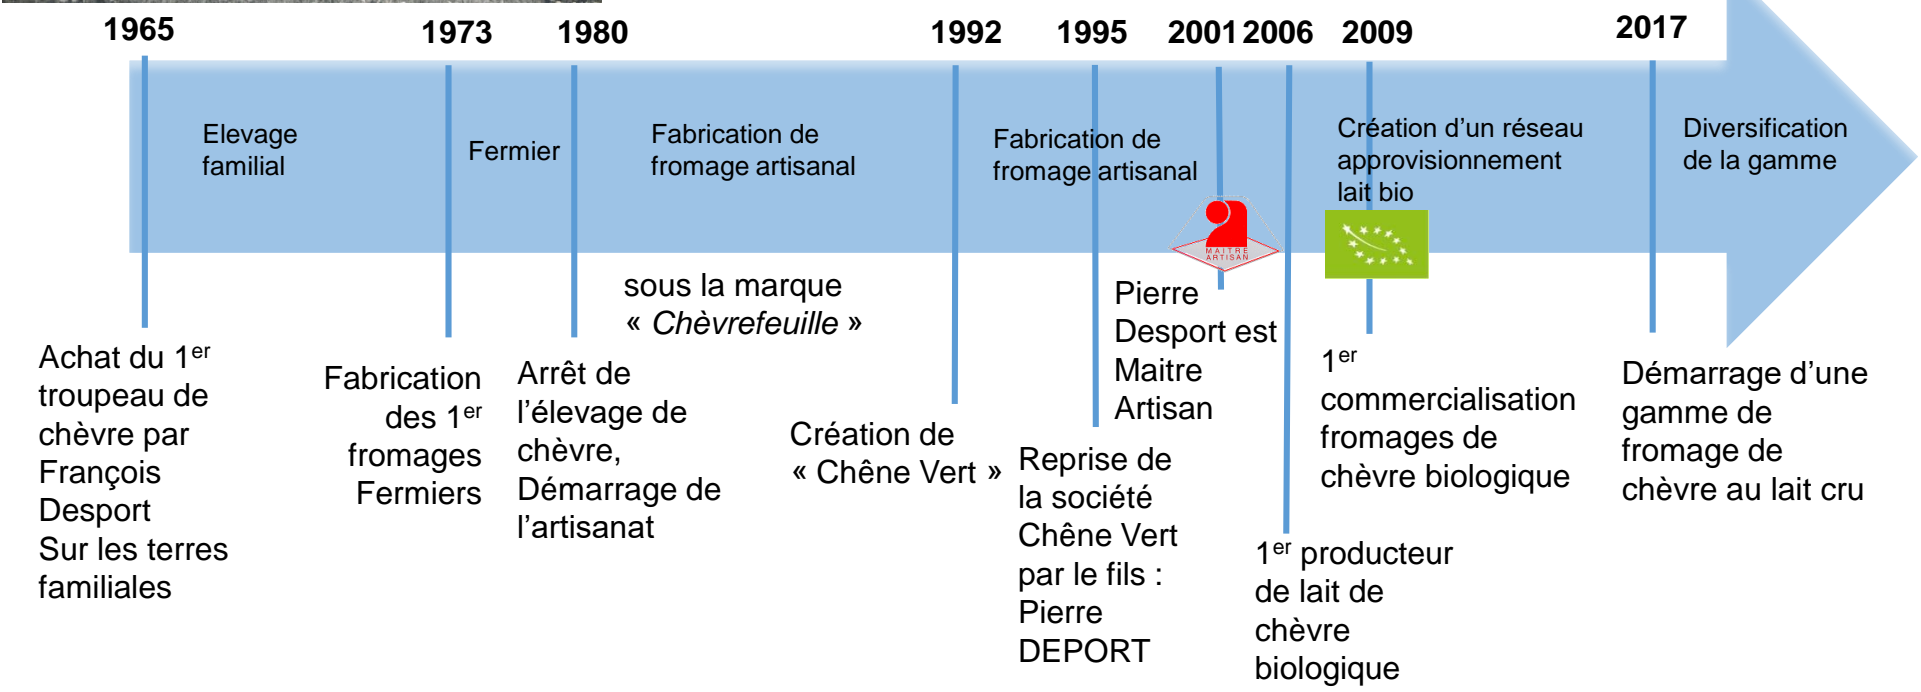 1965
1973
1980
1992
1995
2001
2006
2009
2017
Elevage
familial
Fermier
Fabrication de
fromage artisanal
Fabrication de
fromage artisanal
Création d’un réseau
approvisionnement
lait bio
Diversification
de la gamme
MAITRE
ARTISAN
sous la marque
« Chèvrefeuille »
Achat du 1er
troupeau de
chèvre par
François
Desport
Sur les terres
familiales
Fabrication
des 1er
fromages
Fermiers
Arrêt de
l’élevage de
chèvre,
Démarrage de
l’artisanat
Création de
« Chêne Vert »
Reprise de
la société
Chêne Vert
par le fils :
Pierre
DEPORT
Pierre
Desport est
Maitre
Artisan
1er producteur
de lait de
chèvre
biologique
1er
commercialisation
fromages de
chèvre biologique
Démarrage d’une
gamme de
fromage de
chèvre au lait cru